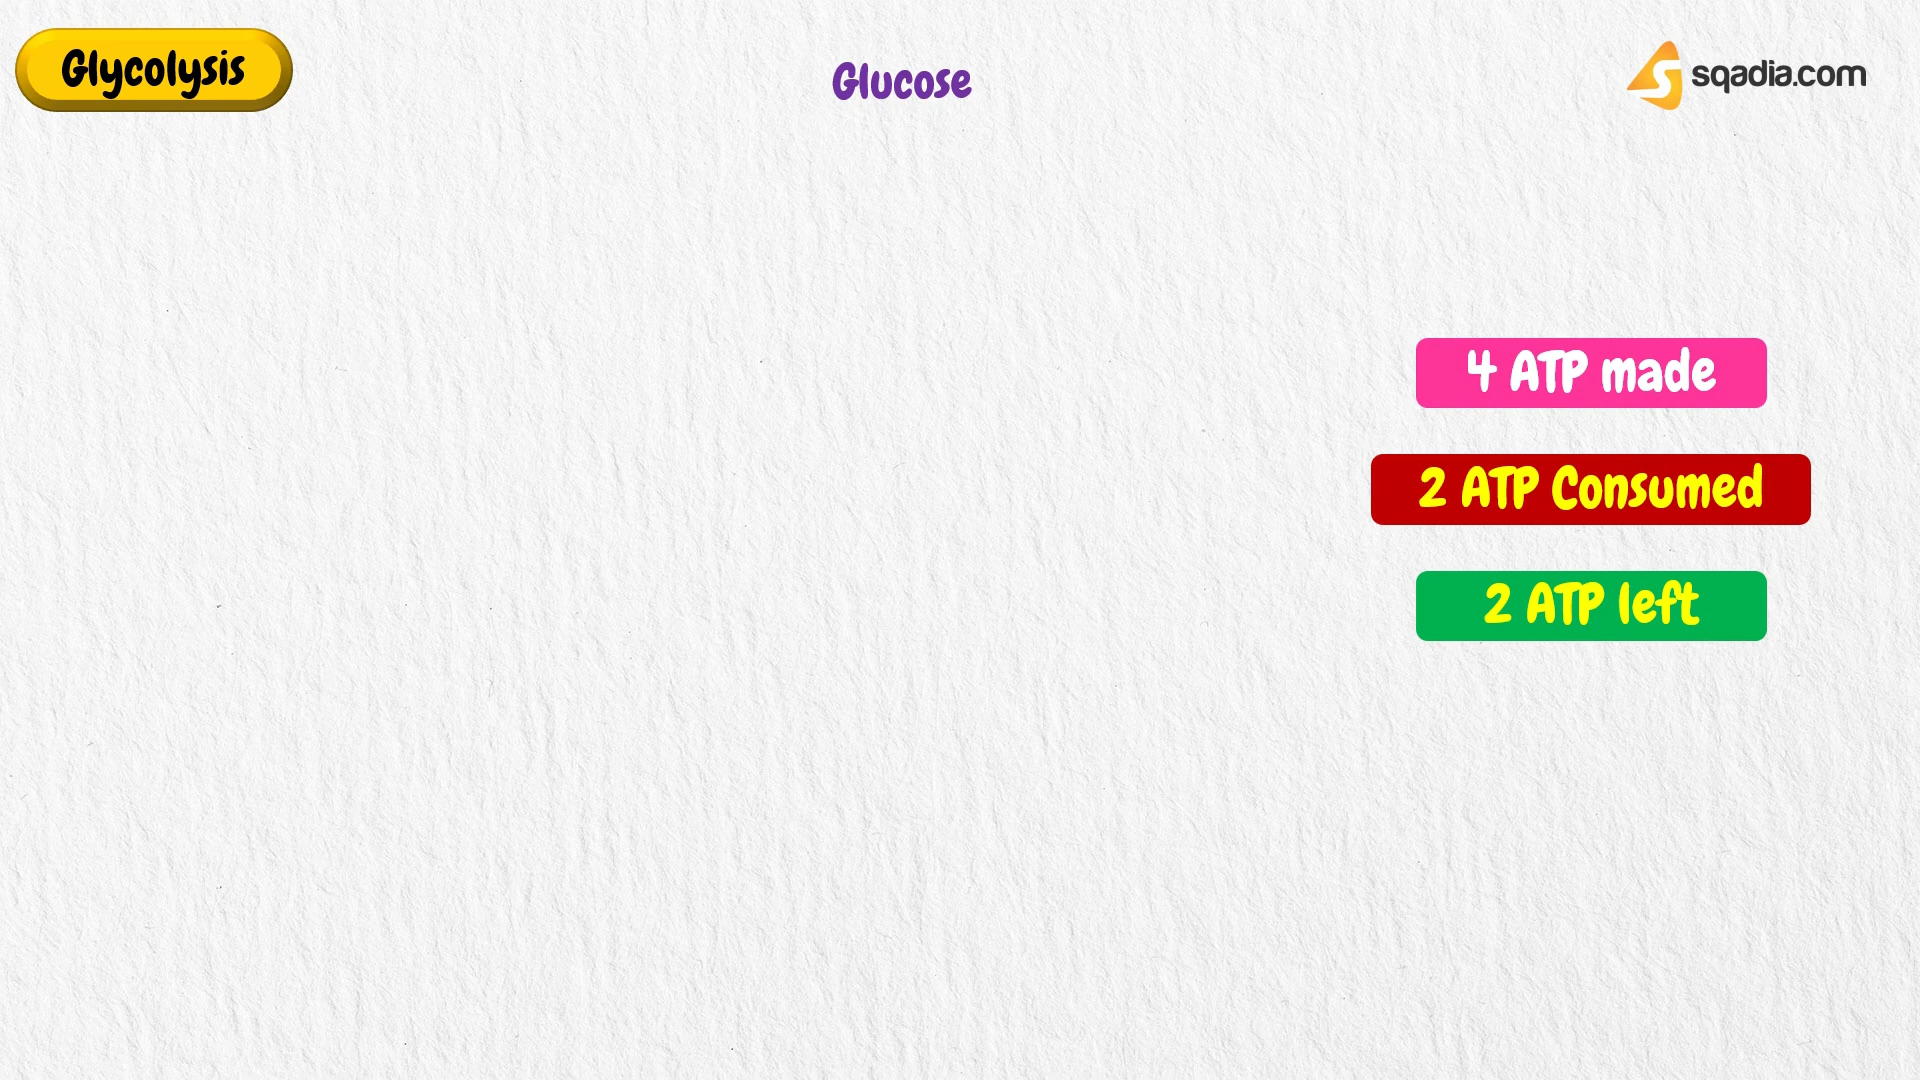 Glycolysis
Glucose
sqadia.com
4 ATP made
2 ATP Consumed
2 ATP left